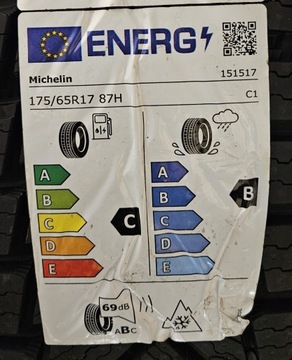 ENERG
Michelin
151517
175/65R17 87H
C1
A
B
C
D
E
C
A
B
C
D
E
B
69dB
ABC